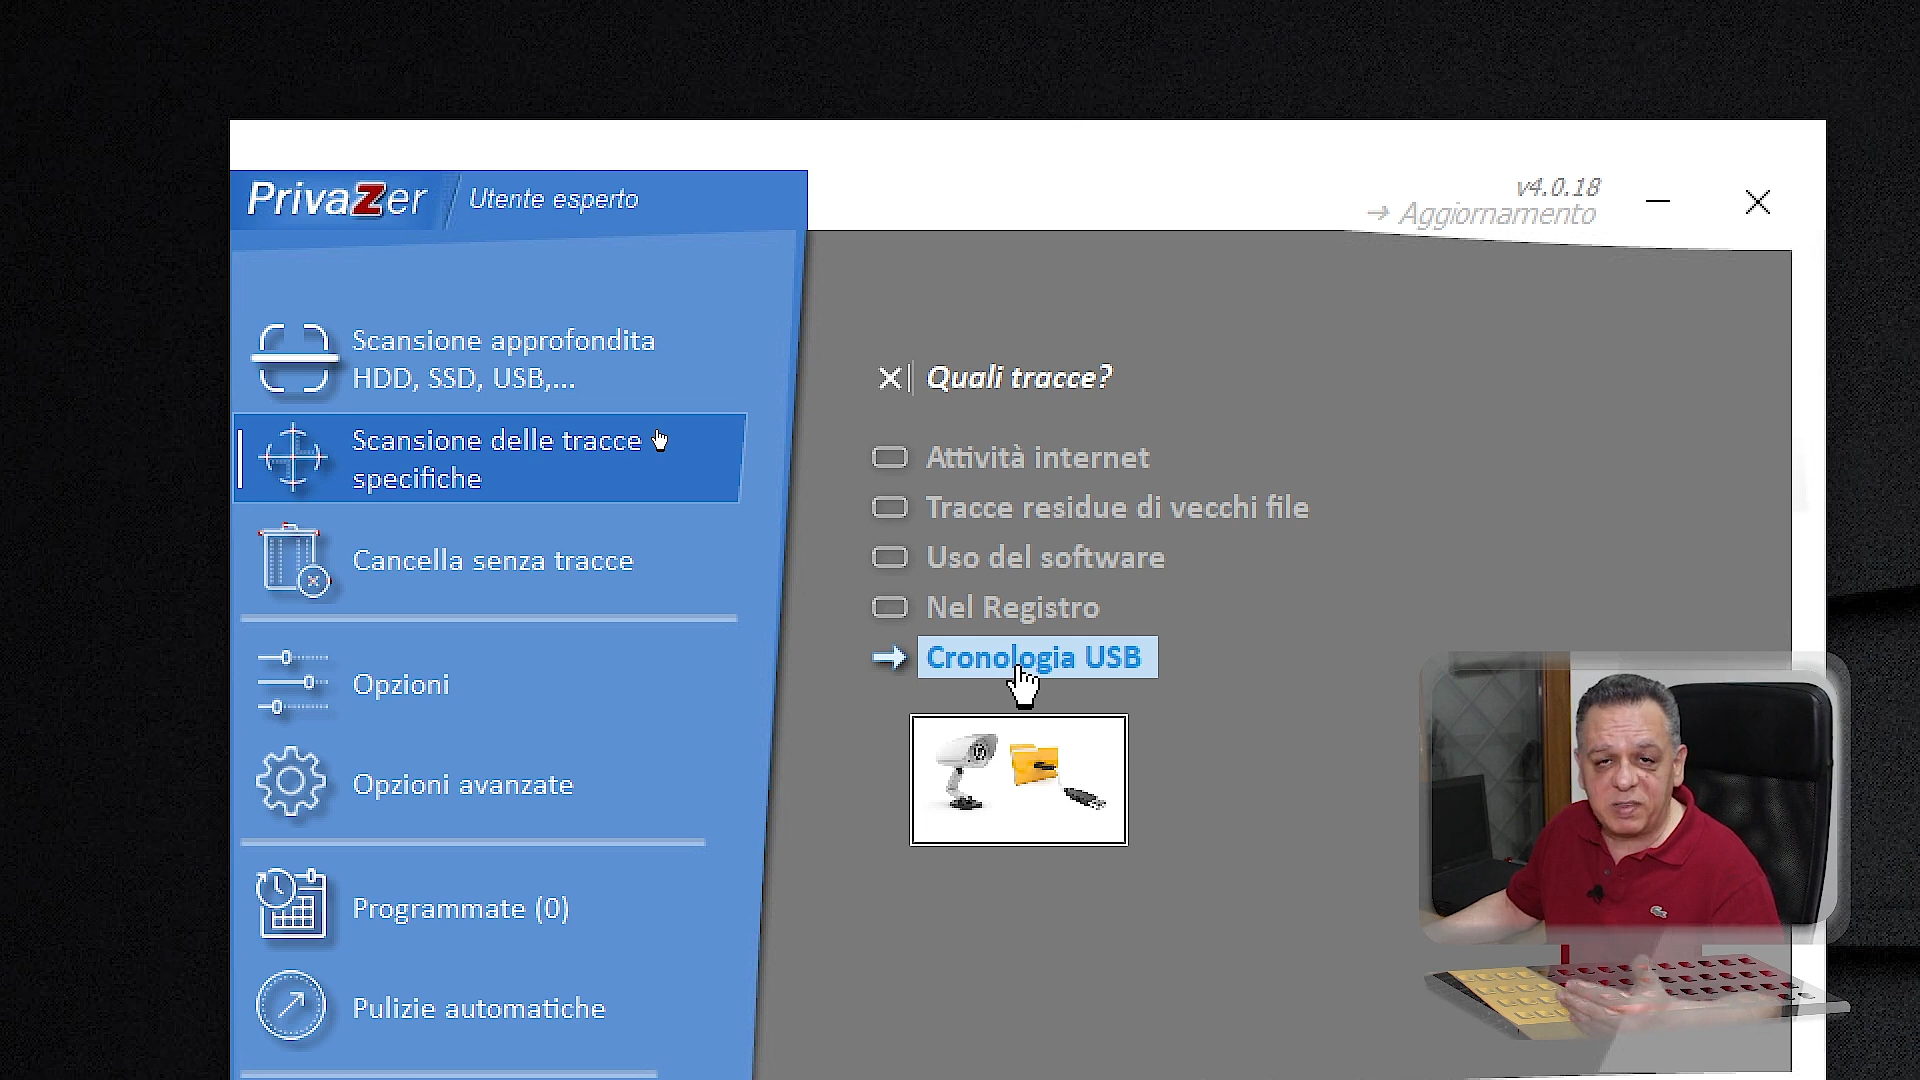 PrivaZer
Utente esperto
v4.0.18
→ Aggiornamento
Scansione approfondita
HDD, SSD, USB,...
Scansione delle tracce
specifiche
Cancella senza tracce
Opzioni
Opzioni avanzate
Programmate (0)
Pulizie automatiche
Quali tracce?
Attività internet
Tracce residue di vecchi file
Uso del software
Nel Registro
Cronologia USB